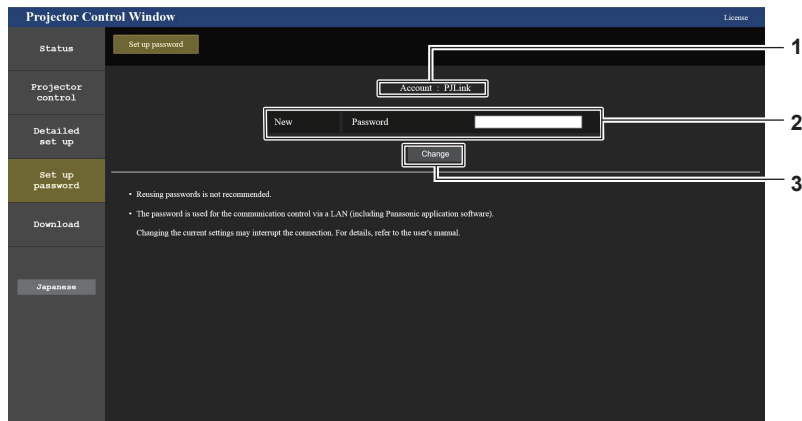 Projector Control Window
License
Status
Set up password
1
Projector
control
Account : PJLink
New
Password
2
Detailed
set up
Change
Set up
password
3
• Reusing passwords is not recommended.
• The password is used for the communication control via a LAN (including Panasonic application software).
Changing the current settings may interrupt the connection. For details, refer to the user's manual.
Download
Japanese